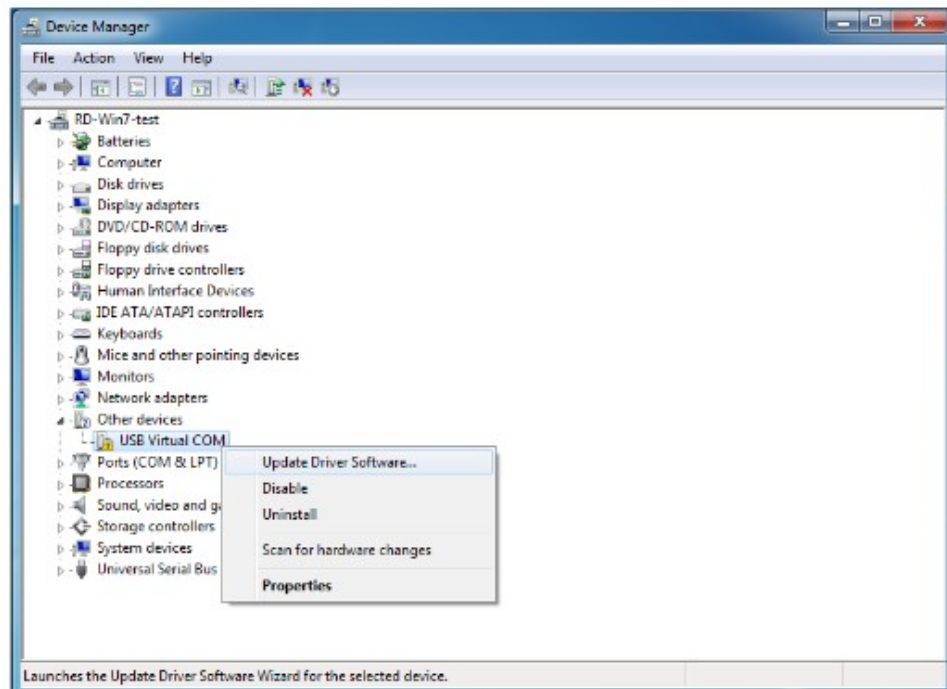 Device Manager
File Action View Help
RD-Win7-test
Batteries
Computer
Disk drives
Display adapters
DVD/CD-ROM drives
Floppy disk drives
Floppy drive controllers
Human Interface Devices
IDE ATA/ATAPI controllers
Keyboards
Mice and other pointing devices
Monitors
Network adapters
Other devices
USB Virtual COM
Ports (COM & LPT)
Processors
Sound, video and ga
Storage controllers
System devices
Universal Serial Bus
Update Driver Software...
Disable
Uninstall
Scan for hardware changes
Properties
Launches the Update Driver Software Wizard for the selected device.